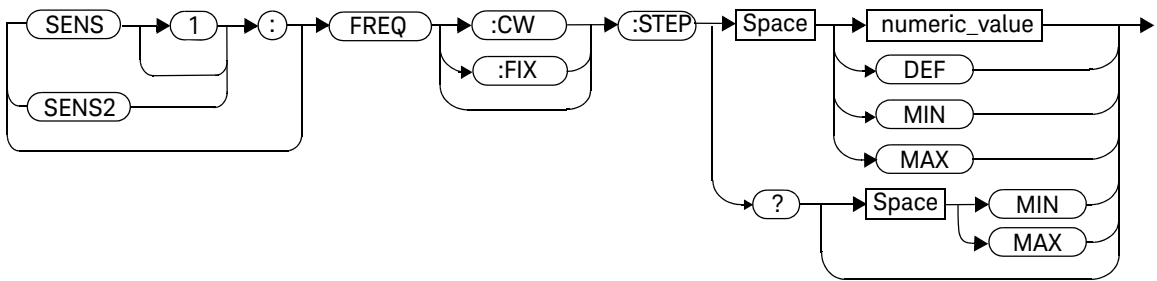 SENS 1 : FREQ :CW :STEP Space numeric_value
:FIX DEF
SENS2 MIN
MAX
? Space MIN
MAX